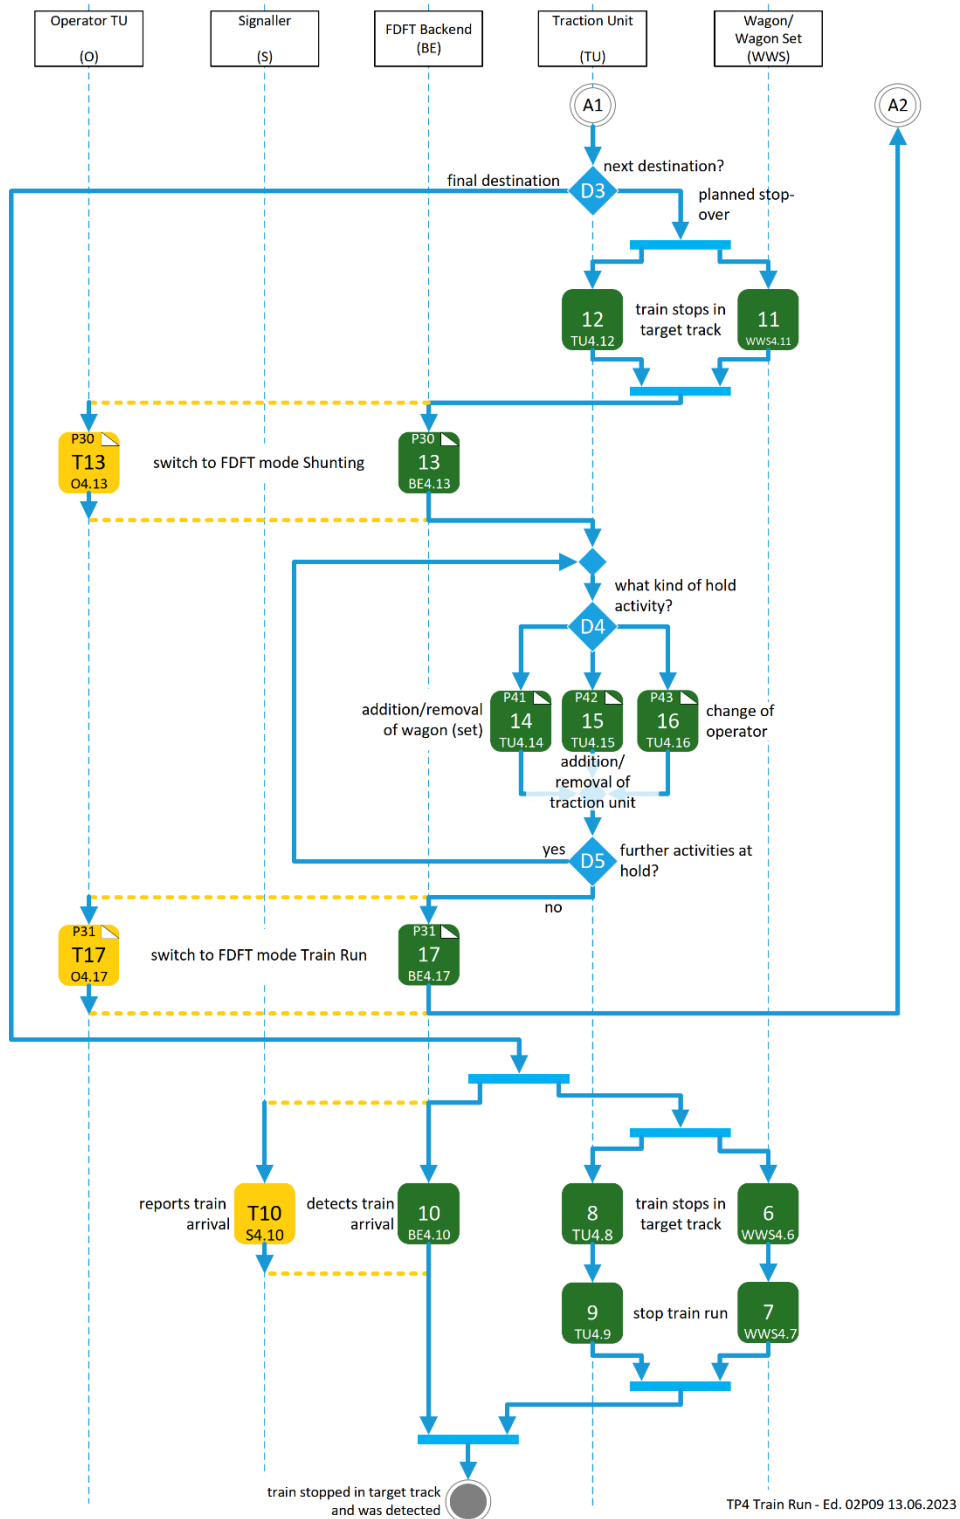 Operator TU
(O)
Signaller
(S)
FDFT Backend
(BE)
Traction Unit
(TU)
Wagon/
Wagon Set
(WWS)
A1
A2
next destination?
final destination
D3
planned stop-
over
12
TU4.12
train stops in
target track
11
WWS4.11
P30
T13
O4.13
switch to FDFT mode Shunting
P30
13
BE4.13
what kind of hold
activity?
D4
addition/removal
of wagon (set)
P41
14
TU4.14
P42
15
TU4.15
P43
16
TU4.16
change of
operator
addition/
removal of
traction unit
yes
D5
further activities at
hold?
no
P31
T17
O4.17
switch to FDFT mode Train Run
P31
17
BE4.17
reports train
arrival
T10
S4.10
detects train
arrival
10
BE4.10
8
TU4.8
train stops in
target track
6
WWS4.6
9
TU4.9
stop train run
7
WWS4.7
train stopped in target track
and was detected
TP4 Train Run - Ed. 02P09 13.06.2023